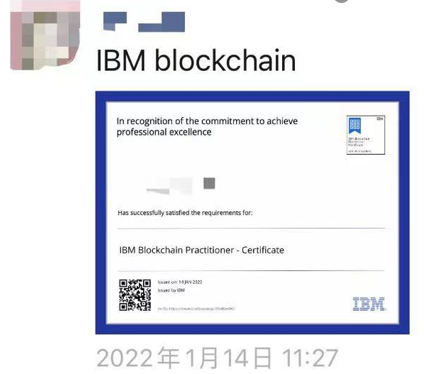 IBM blockchain
In recognition of the commitment to achieve
professional excellence
Has successfully satisfied the requirements for:
IBM Blockchain Practitioner - Certificate
Issued on: 14 JAN 2022
Issued by: IBM
IBM
2022年1月14日 11:27